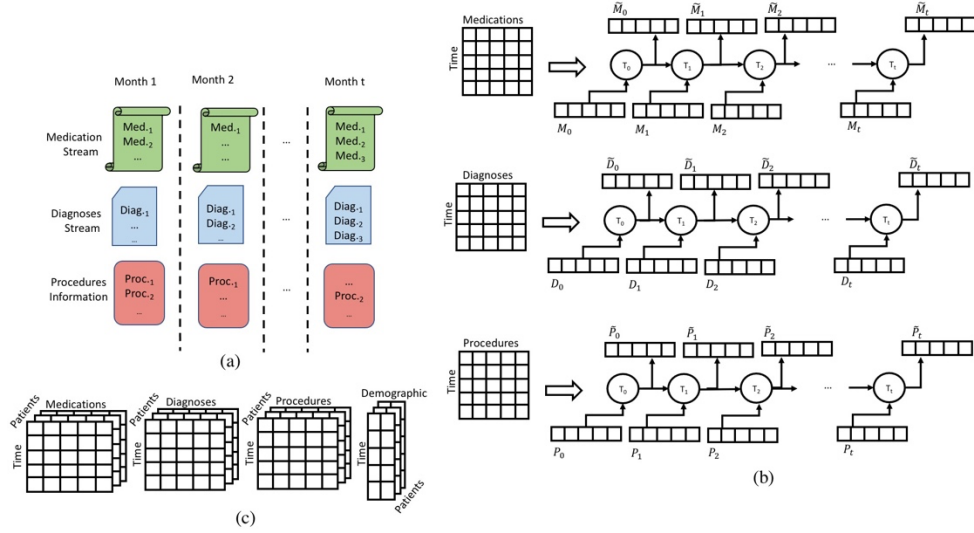 Month 1
Month 2
Month t
Medication
Stream
Med.1
Med.2
...
Med.1
...
...
...
Med.1
Med.2
Med.3
Diagnoses
Stream
Diag.1
...
...
Diag.1
Diag.2
...
...
Diag.1
Diag.2
Diag.3
Procedures
Information
Proc.1
Proc.2
...
Proc.1
...
...
...
...
Proc.2
...
(a)
Medications
Time
M̃0
M̃1
M̃2
M̃t
T0
T1
T2
...
Tt
M0
M1
M2
Mt
Diagnoses
Time
D̃0
D̃1
D̃2
D̃t
T0
T1
T2
...
Tt
D0
D1
D2
Dt
Procedures
Time
P̃0
P̃1
P̃2
P̃t
T0
T1
T2
...
Tt
P0
P1
P2
Pt
(b)
Patients
Medications
Time
Patients
Diagnoses
Time
Patients
Procedures
Time
Demographic
Time
Patients
(c)